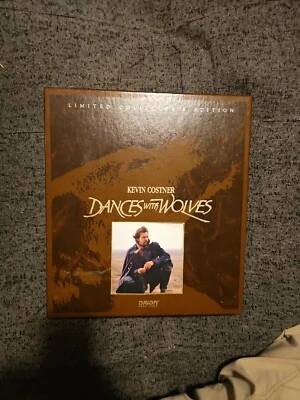 LIMITED COLLECTOR'S EDITION
KEVIN COSTNER
DANCES WITH WOLVES